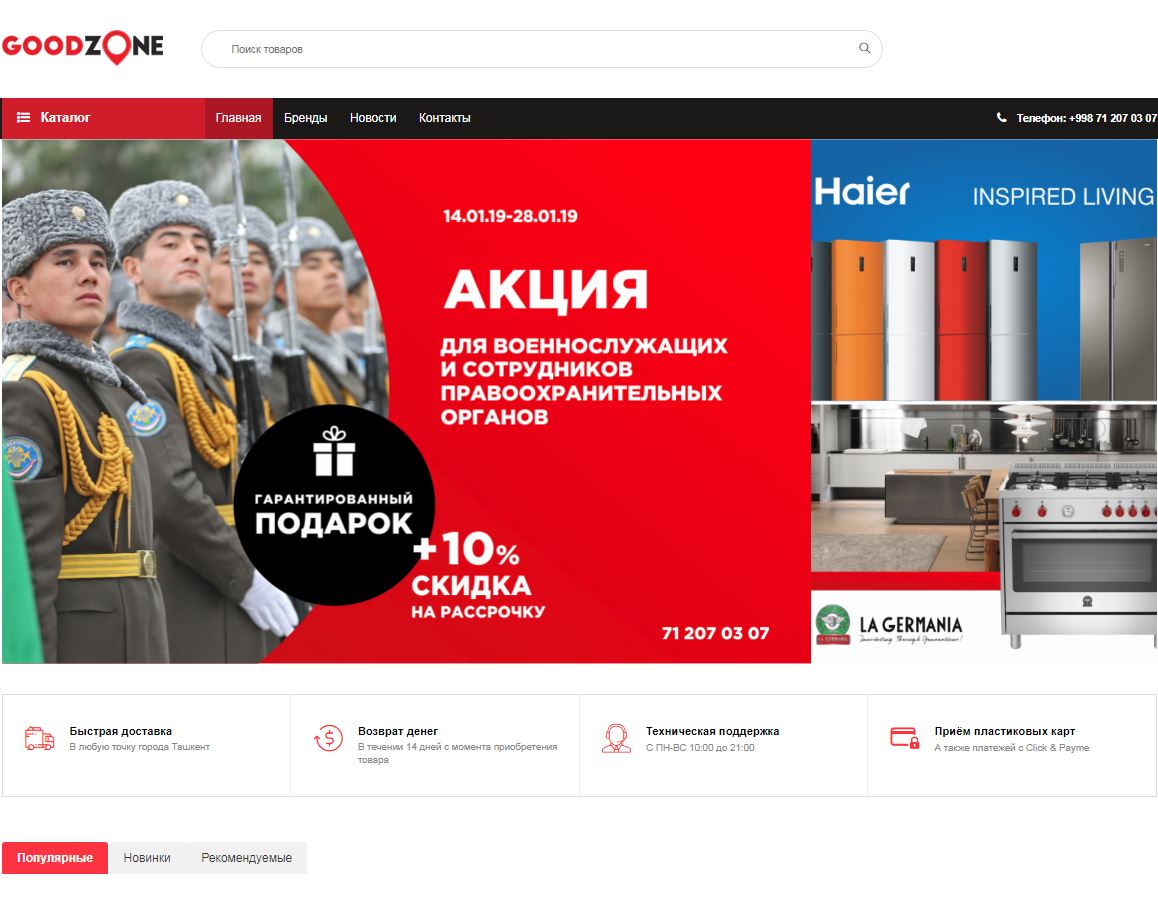 GOODZONE
Поиск товаров
Каталог
Главная
Бренды
Новости
Контакты
Телефон: +998 71 207 03 07
14.01.19-28.01.19
АКЦИЯ
ДЛЯ ВОЕННОСЛУЖАЩИХ
И СОТРУДНИКОВ
ПРАВООХРАНИТЕЛЬНЫХ
ОРГАНОВ
ГАРАНТИРОВАННЫЙ
ПОДАРОК
+10%
СКИДКА
НА РАССРОЧКУ
71 207 03 07
Haier
INSPIRED LIVING
LA GERMANIA
LA GERMANIA
Быстрая доставка
В любую точку города Ташкент
Возврат денег
В течении 14 дней с момента приобретения
товара
Техническая поддержка
С ПН-ВС 10:00 до 21:00
Приём пластиковых карт
А также платежей с Click & Payme
Популярные
Новинки
Рекомендуемые